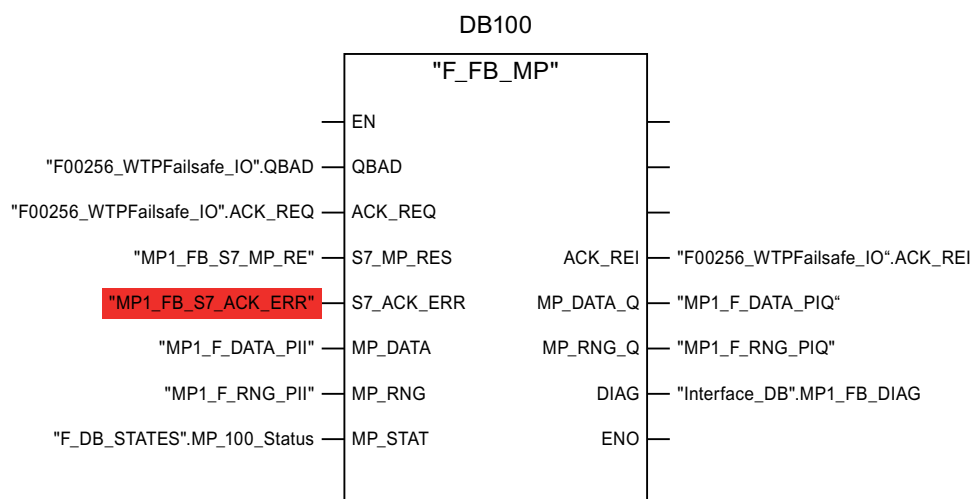 DB100
"F_FB_MP"
EN
"F00256_WTPFailsafe_IO".QBAD QBAD
"F00256_WTPFailsafe_IO".ACK_REQ ACK_REQ
"MP1_FB_S7_MP_RE" S7_MP_RES ACK_REI "F00256_WTPFailsafe_IO“.ACK_REI
"MP1_FB_S7_ACK_ERR" S7_ACK_ERR MP_DATA_Q "MP1_F_DATA_PIQ“
"MP1_F_DATA_PII" MP_DATA MP_RNG_Q "MP1_F_RNG_PIQ"
"MP1_F_RNG_PII" MP_RNG DIAG "Interface_DB".MP1_FB_DIAG
"F_DB_STATES".MP_100_Status MP_STAT ENO